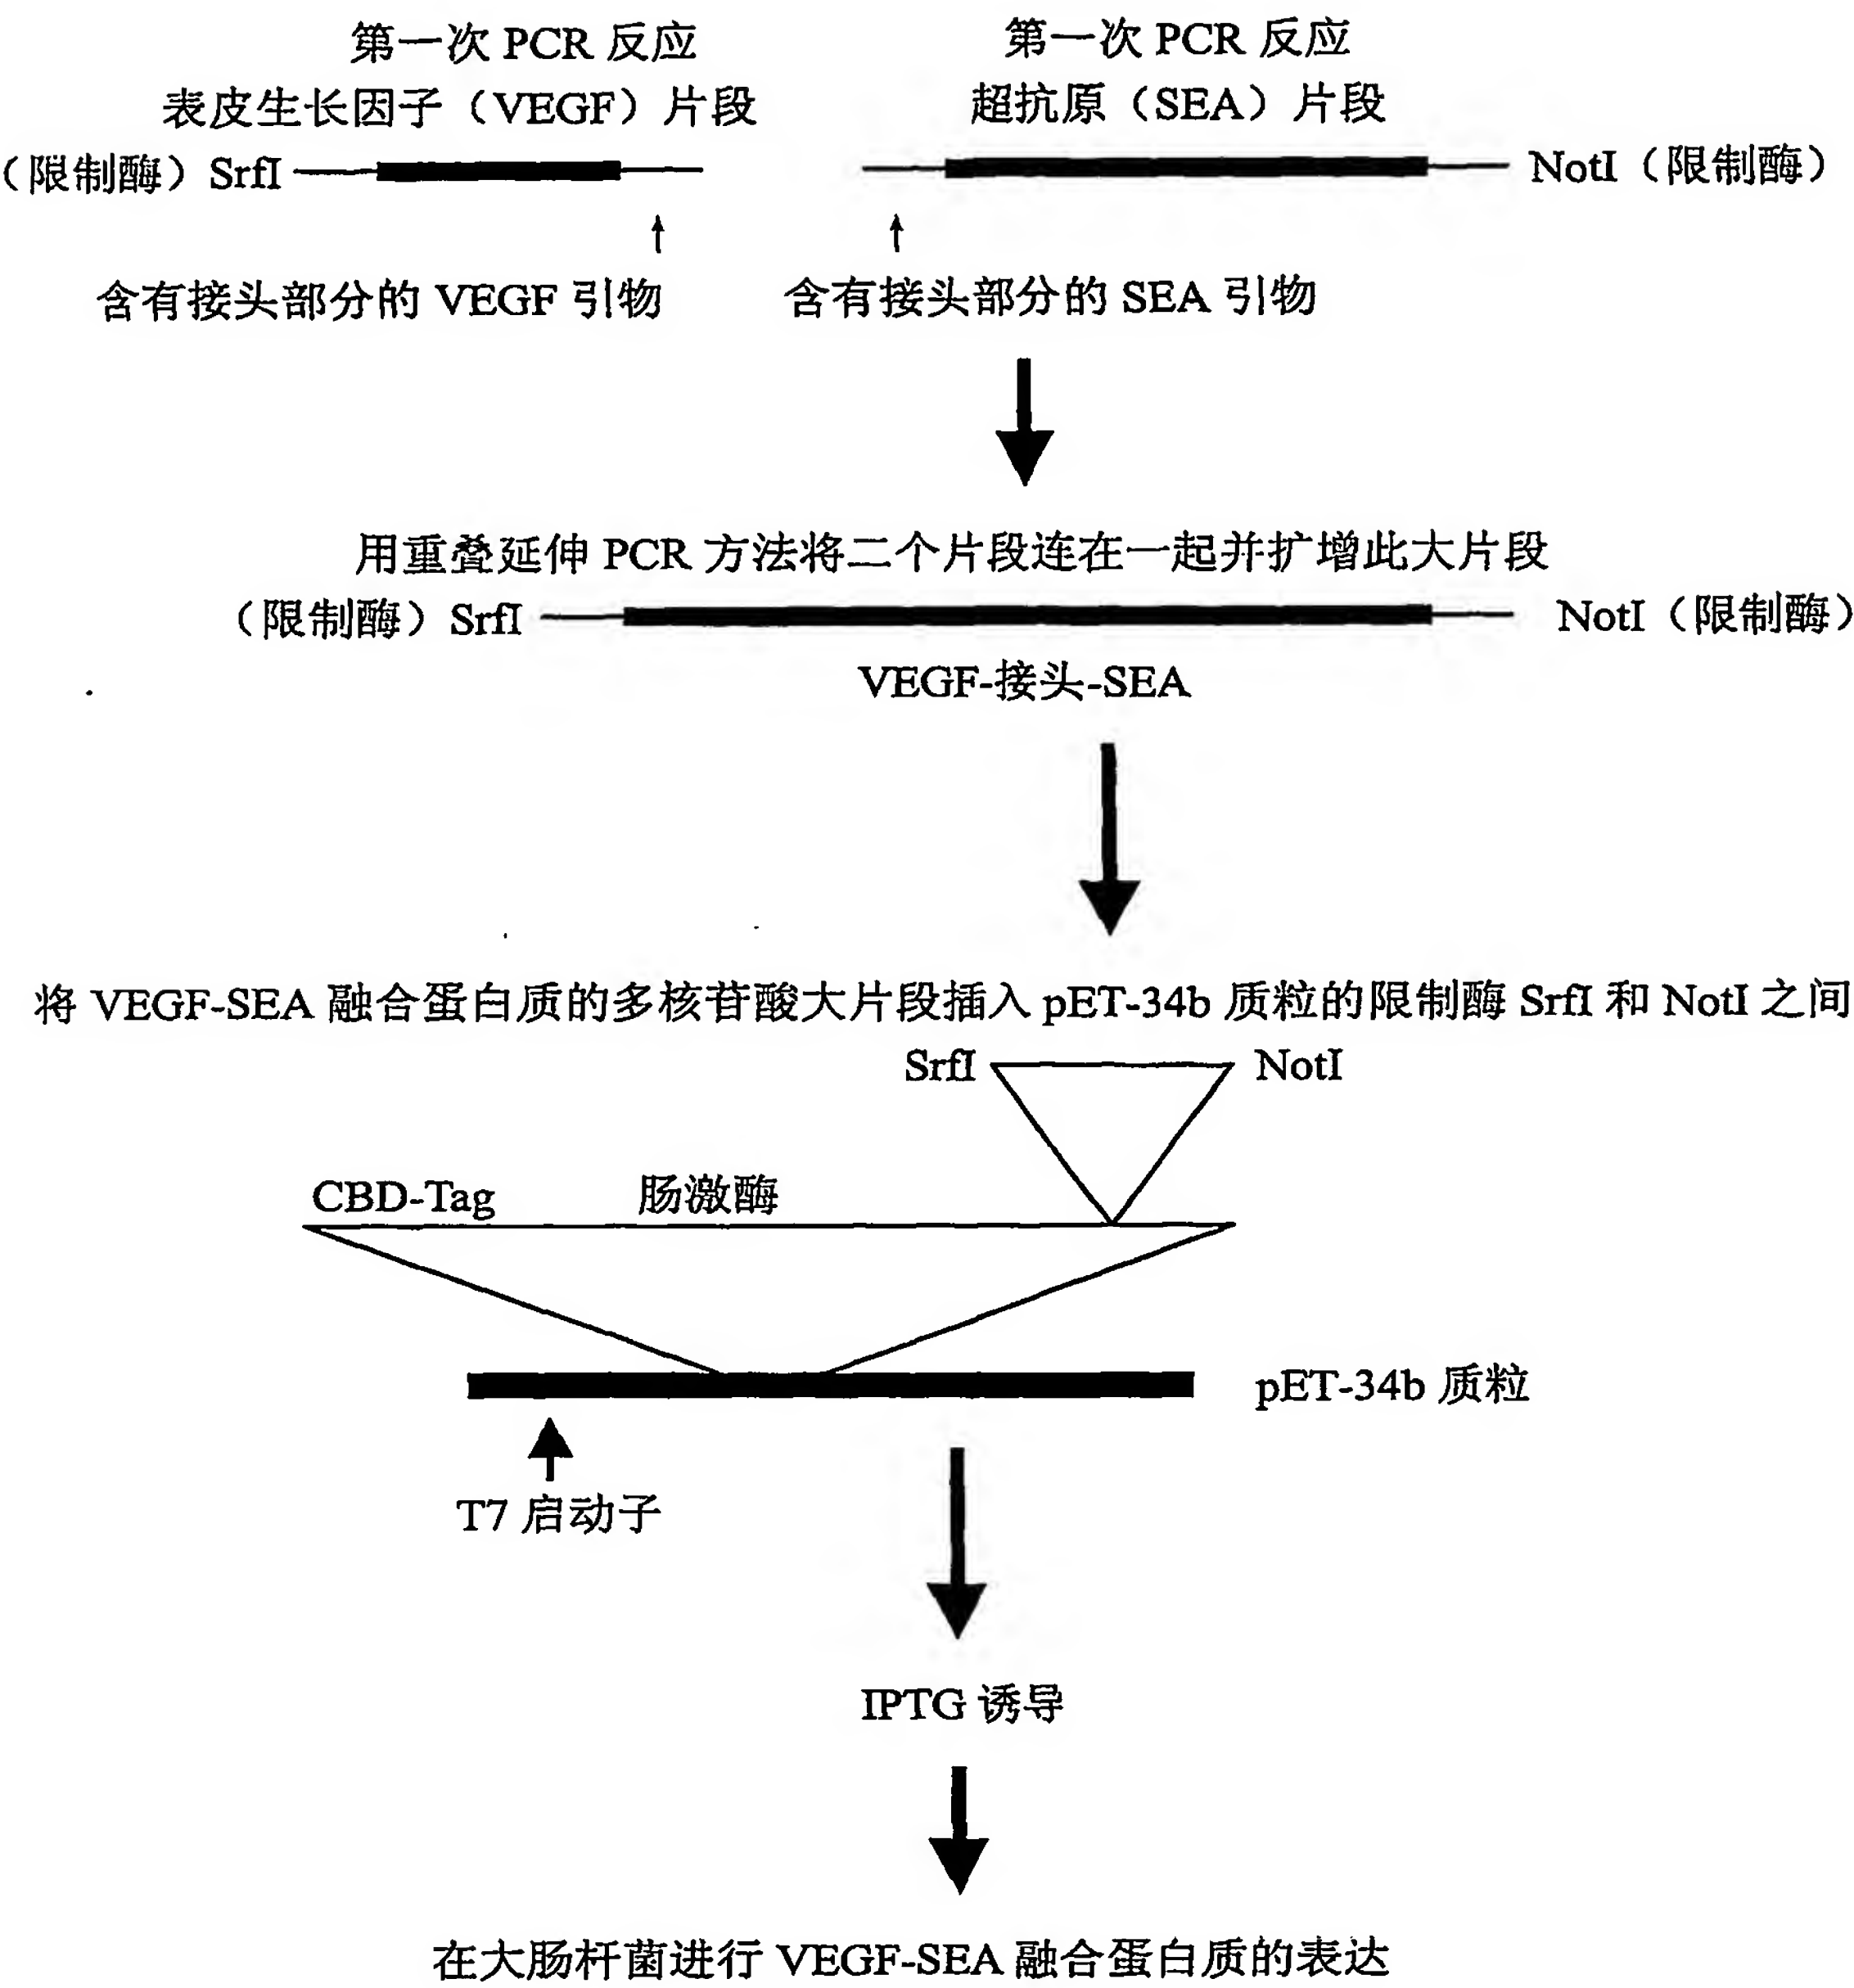 第一次 PCR 反应
表皮生长因子（VEGF）片段
（限制酶）SrfI
含有接头部分的 VEGF 引物
第一次 PCR 反应
超抗原（SEA）片段
NotI（限制酶）
含有接头部分的 SEA 引物
用重叠延伸 PCR 方法将二个片段连在一起并扩增此大片段
（限制酶）SrfI
NotI（限制酶）
VEGF-接头-SEA
将 VEGF-SEA 融合蛋白质的多核苷酸大片段插入 pET-34b 质粒的限制酶 SrfI 和 NotI 之间
SrfI
NotI
CBD-Tag
肠激酶
pET-34b 质粒
T7 启动子
IPTG 诱导
在大肠杆菌进行 VEGF-SEA 融合蛋白质的表达